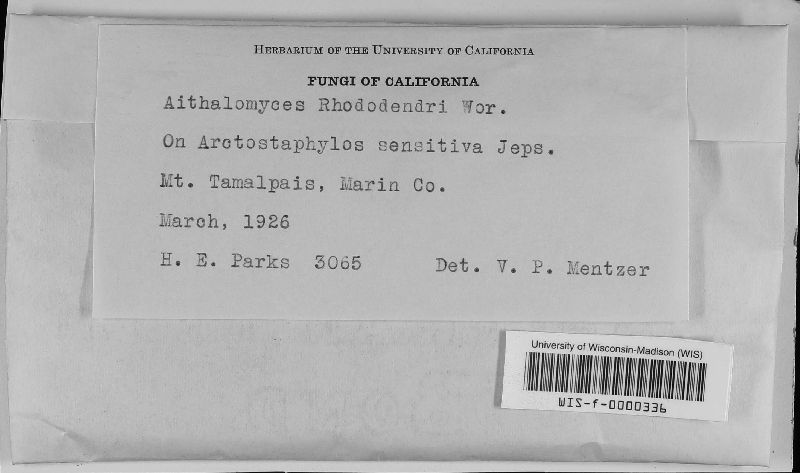 HERBARIUM OF THE UNIVERSITY OF CALIFORNIA
FUNGI OF CALIFORNIA
Aithalomyces Rhododendri Wor.
On Arctostaphylos sensitiva Jeps.
Mt. Tamalpais, Marin Co.
March, 1926
H. E. Parks 3065 Det. V. P. Mentzer
University of Wisconsin-Madison (WIS)
WIS-f-0000336